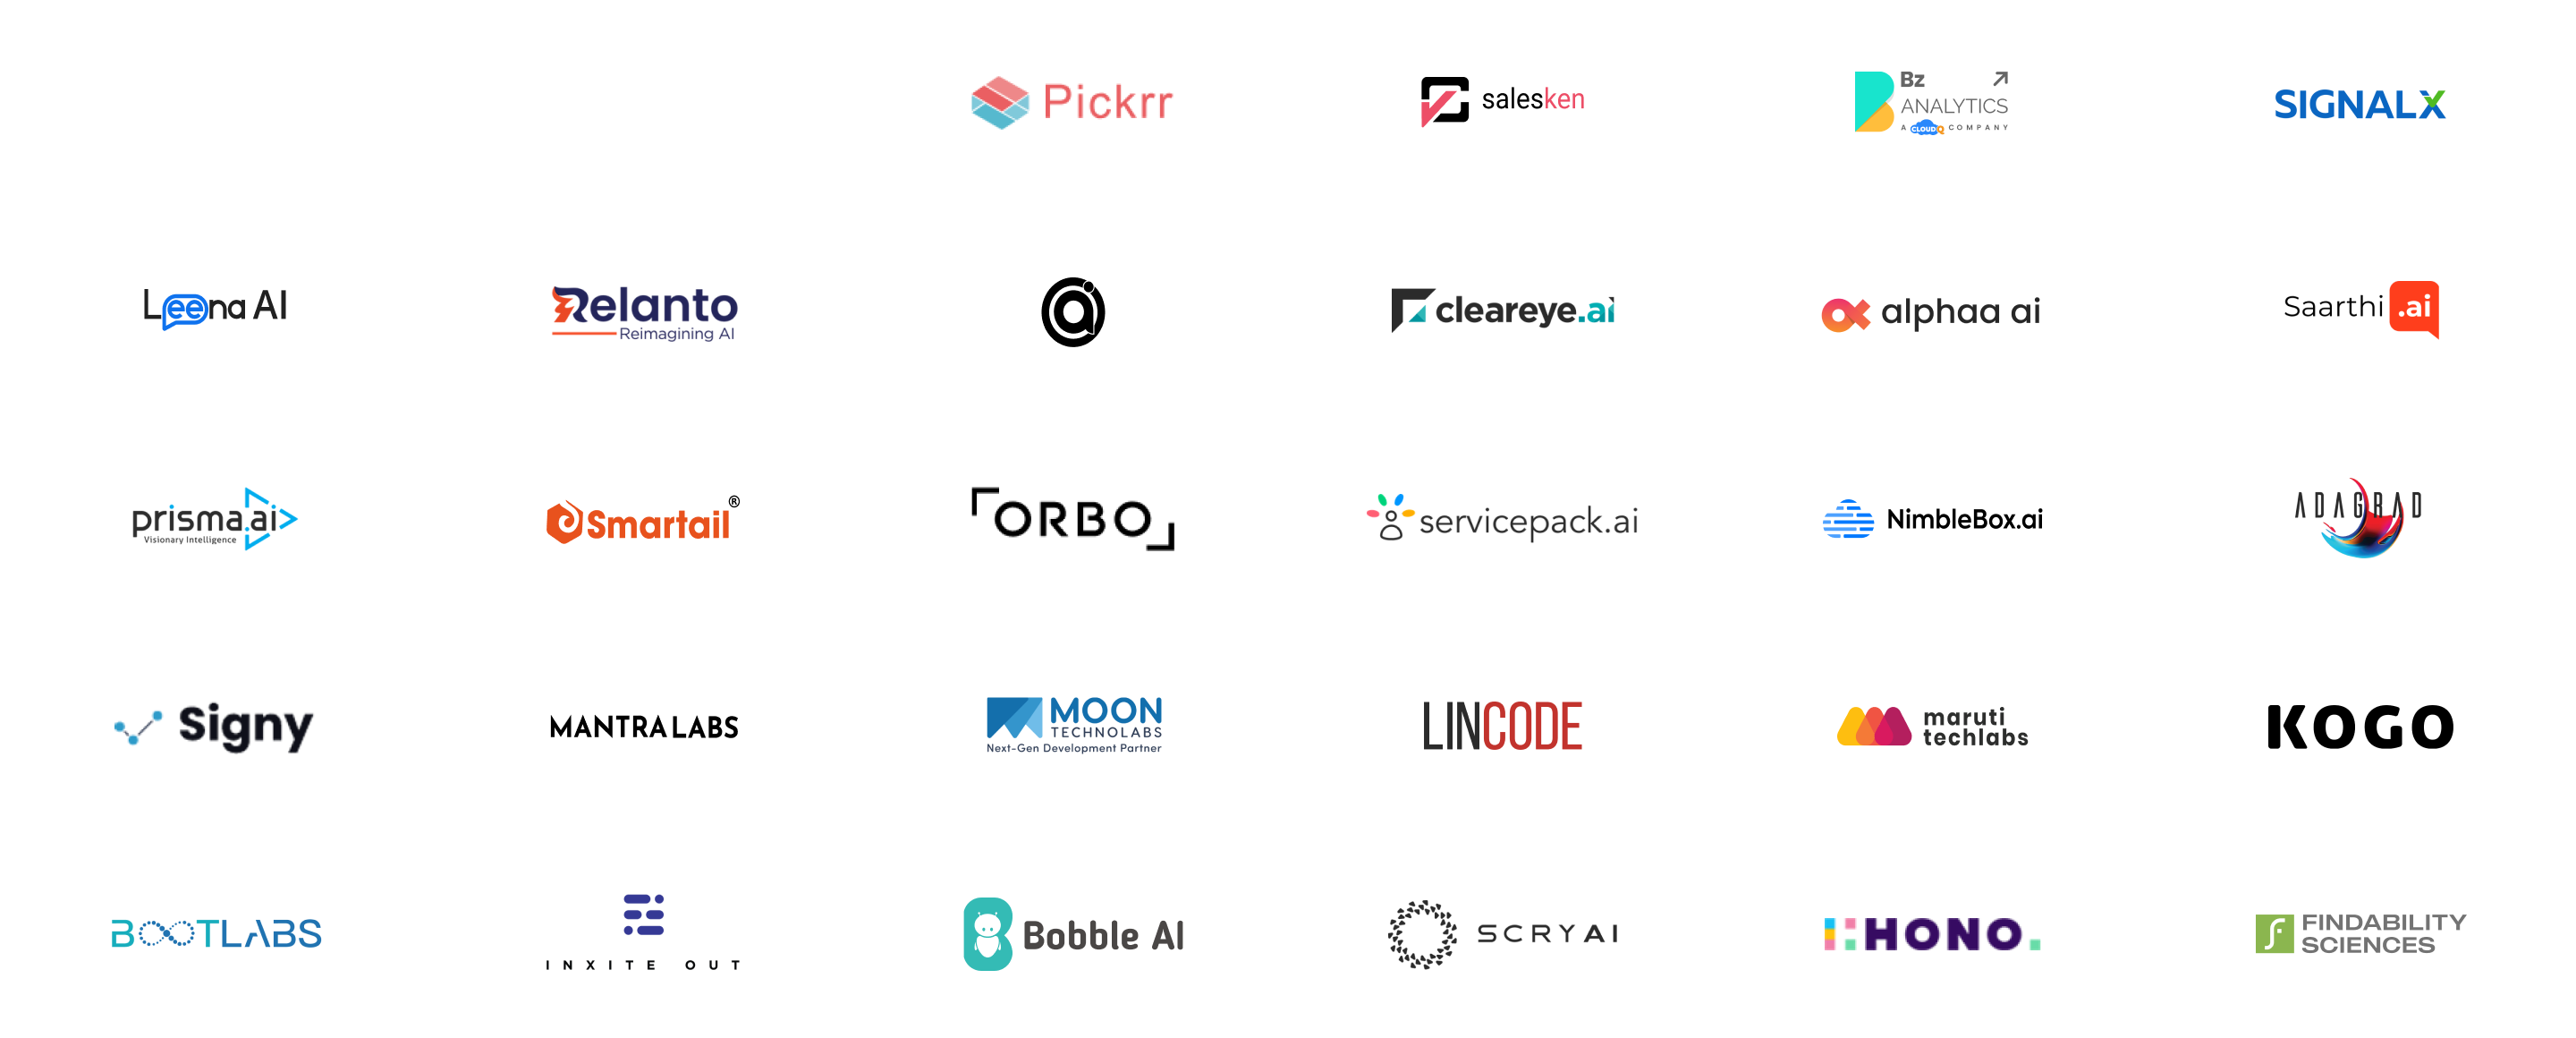 Pickrr
salesken
Bz
ANALYTICS
A CLOUDQ COMPANY
SIGNALX
Leena AI
Relanto
Reimagining AI
ai
cleareye.ai
alphaa ai
Saarthi .ai
prisma.ai
Visionary Intelligence
Smartail®
ORBO
servicepack.ai
NimbleBox.ai
ADAGRAD
Signy
MANTRA LABS
MOON
TECHNOLABS
Next-Gen Development Partner
LINCODE
maruti
techlabs
KOGO
BOOTLABS
INXITE OUT
Bobble AI
SCRYAI
HONO.
FINDABILITY
SCIENCES